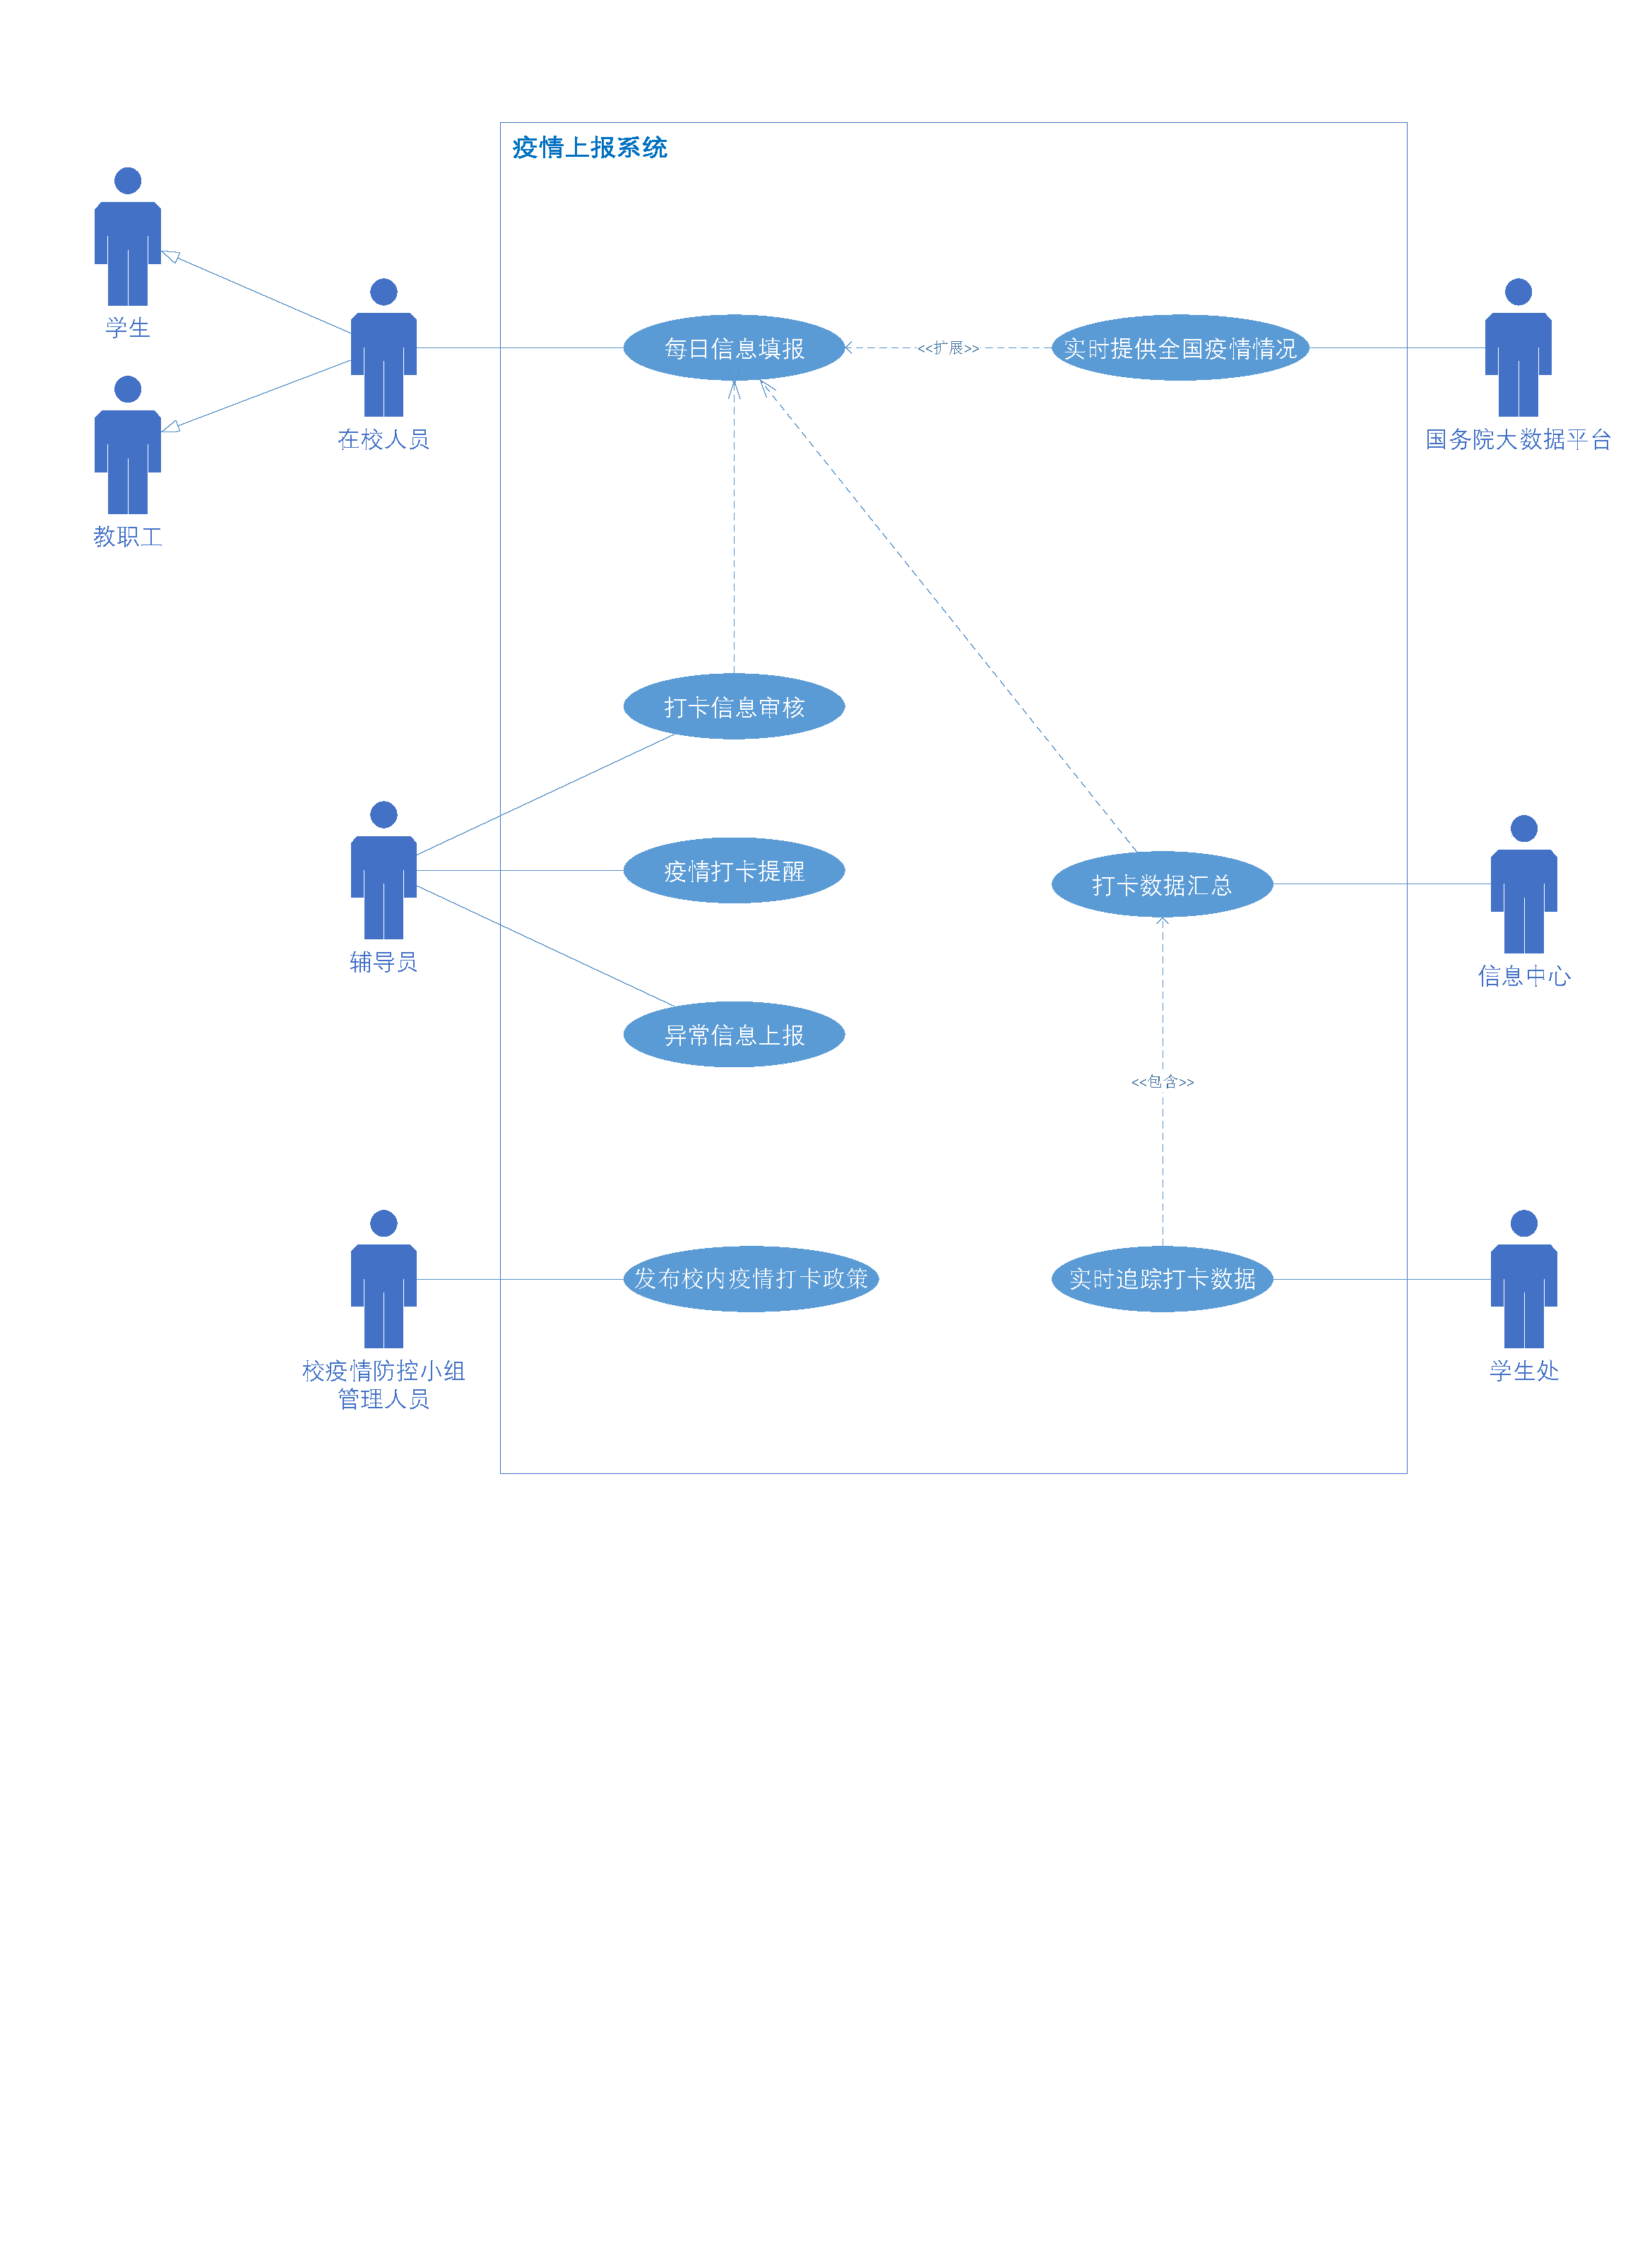 疫情上报系统
学生
在校人员
每日信息填报
<<扩展>>
实时提供全国疫情情况
国务院大数据平台
教职工
打卡信息审核
疫情打卡提醒
打卡数据汇总
辅导员
信息中心
异常信息上报
<<包含>>
发布校内疫情打卡政策
实时追踪打卡数据
校疫情防控小组
管理人员
学生处